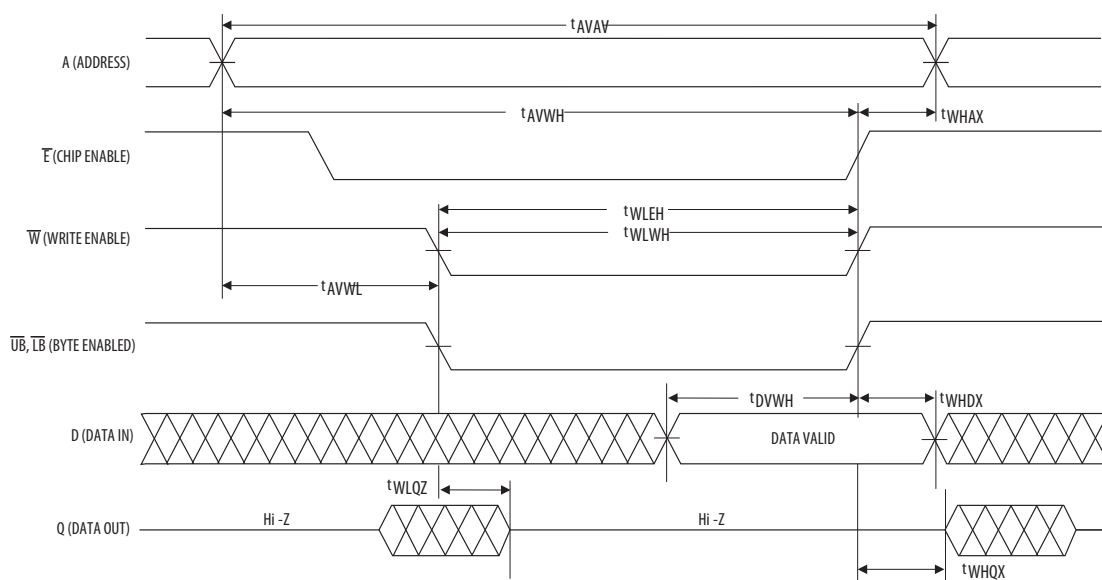 tAVAV
A (ADDRESS)
tAVWH
tWHAX
E (CHIP ENABLE)
tWLEH
W (WRITE ENABLE)
tWLWH
tAVWL
UB, LB (BYTE ENABLED)
tDVWH
tWHDX
D (DATA IN)
DATA VALID
tWLQZ
Q (DATA OUT)
Hi -Z
Hi -Z
tWHQX